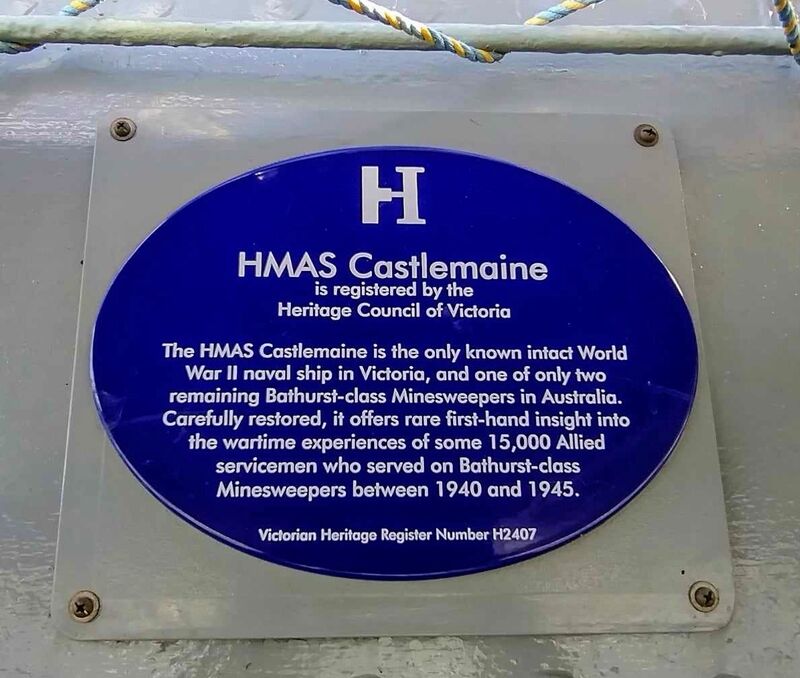 H
HMAS Castlemaine
is registered by the
Heritage Council of Victoria
The HMAS Castlemaine is the only known intact World
War II naval ship in Victoria, and one of only two
remaining Bathurst-class Minesweepers in Australia.
Carefully restored, it offers rare first-hand insight into
the wartime experiences of some 15,000 Allied
servicemen who served on Bathurst-class
Minesweepers between 1940 and 1945.
Victorian Heritage Register Number H2407